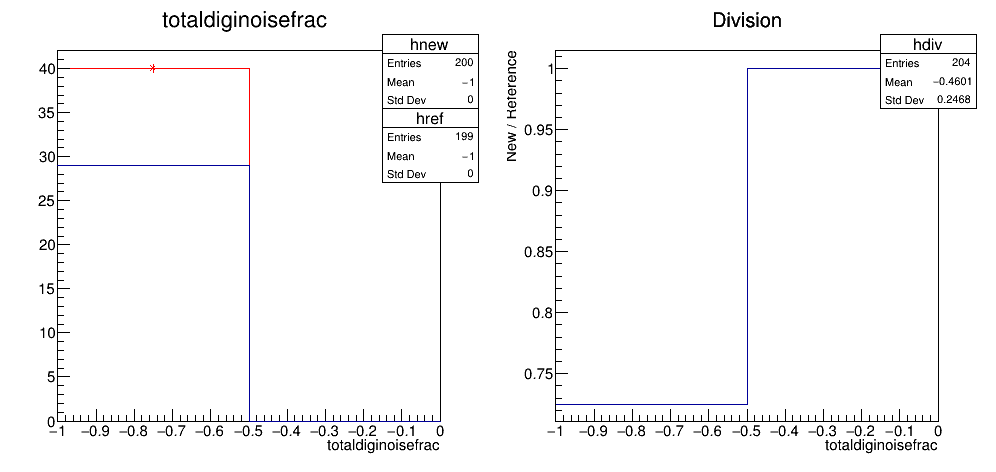 totaldiginoisefrac
hnew
Entries 200
Mean −1
Std Dev 0
href
Entries 199
Mean −1
Std Dev 0
40
35
30
25
20
15
10
5
0
−1 −0.9 −0.8 −0.7 −0.6 −0.5 −0.4 −0.3 −0.2 −0.1 0
totaldiginoisefrac
Division
hdiv
Entries 204
Mean −0.4601
Std Dev 0.2468
New / Reference
1
0.95
0.9
0.85
0.8
0.75
−1 −0.9 −0.8 −0.7 −0.6 −0.5 −0.4 −0.3 −0.2 −0.1 0
totaldiginoisefrac